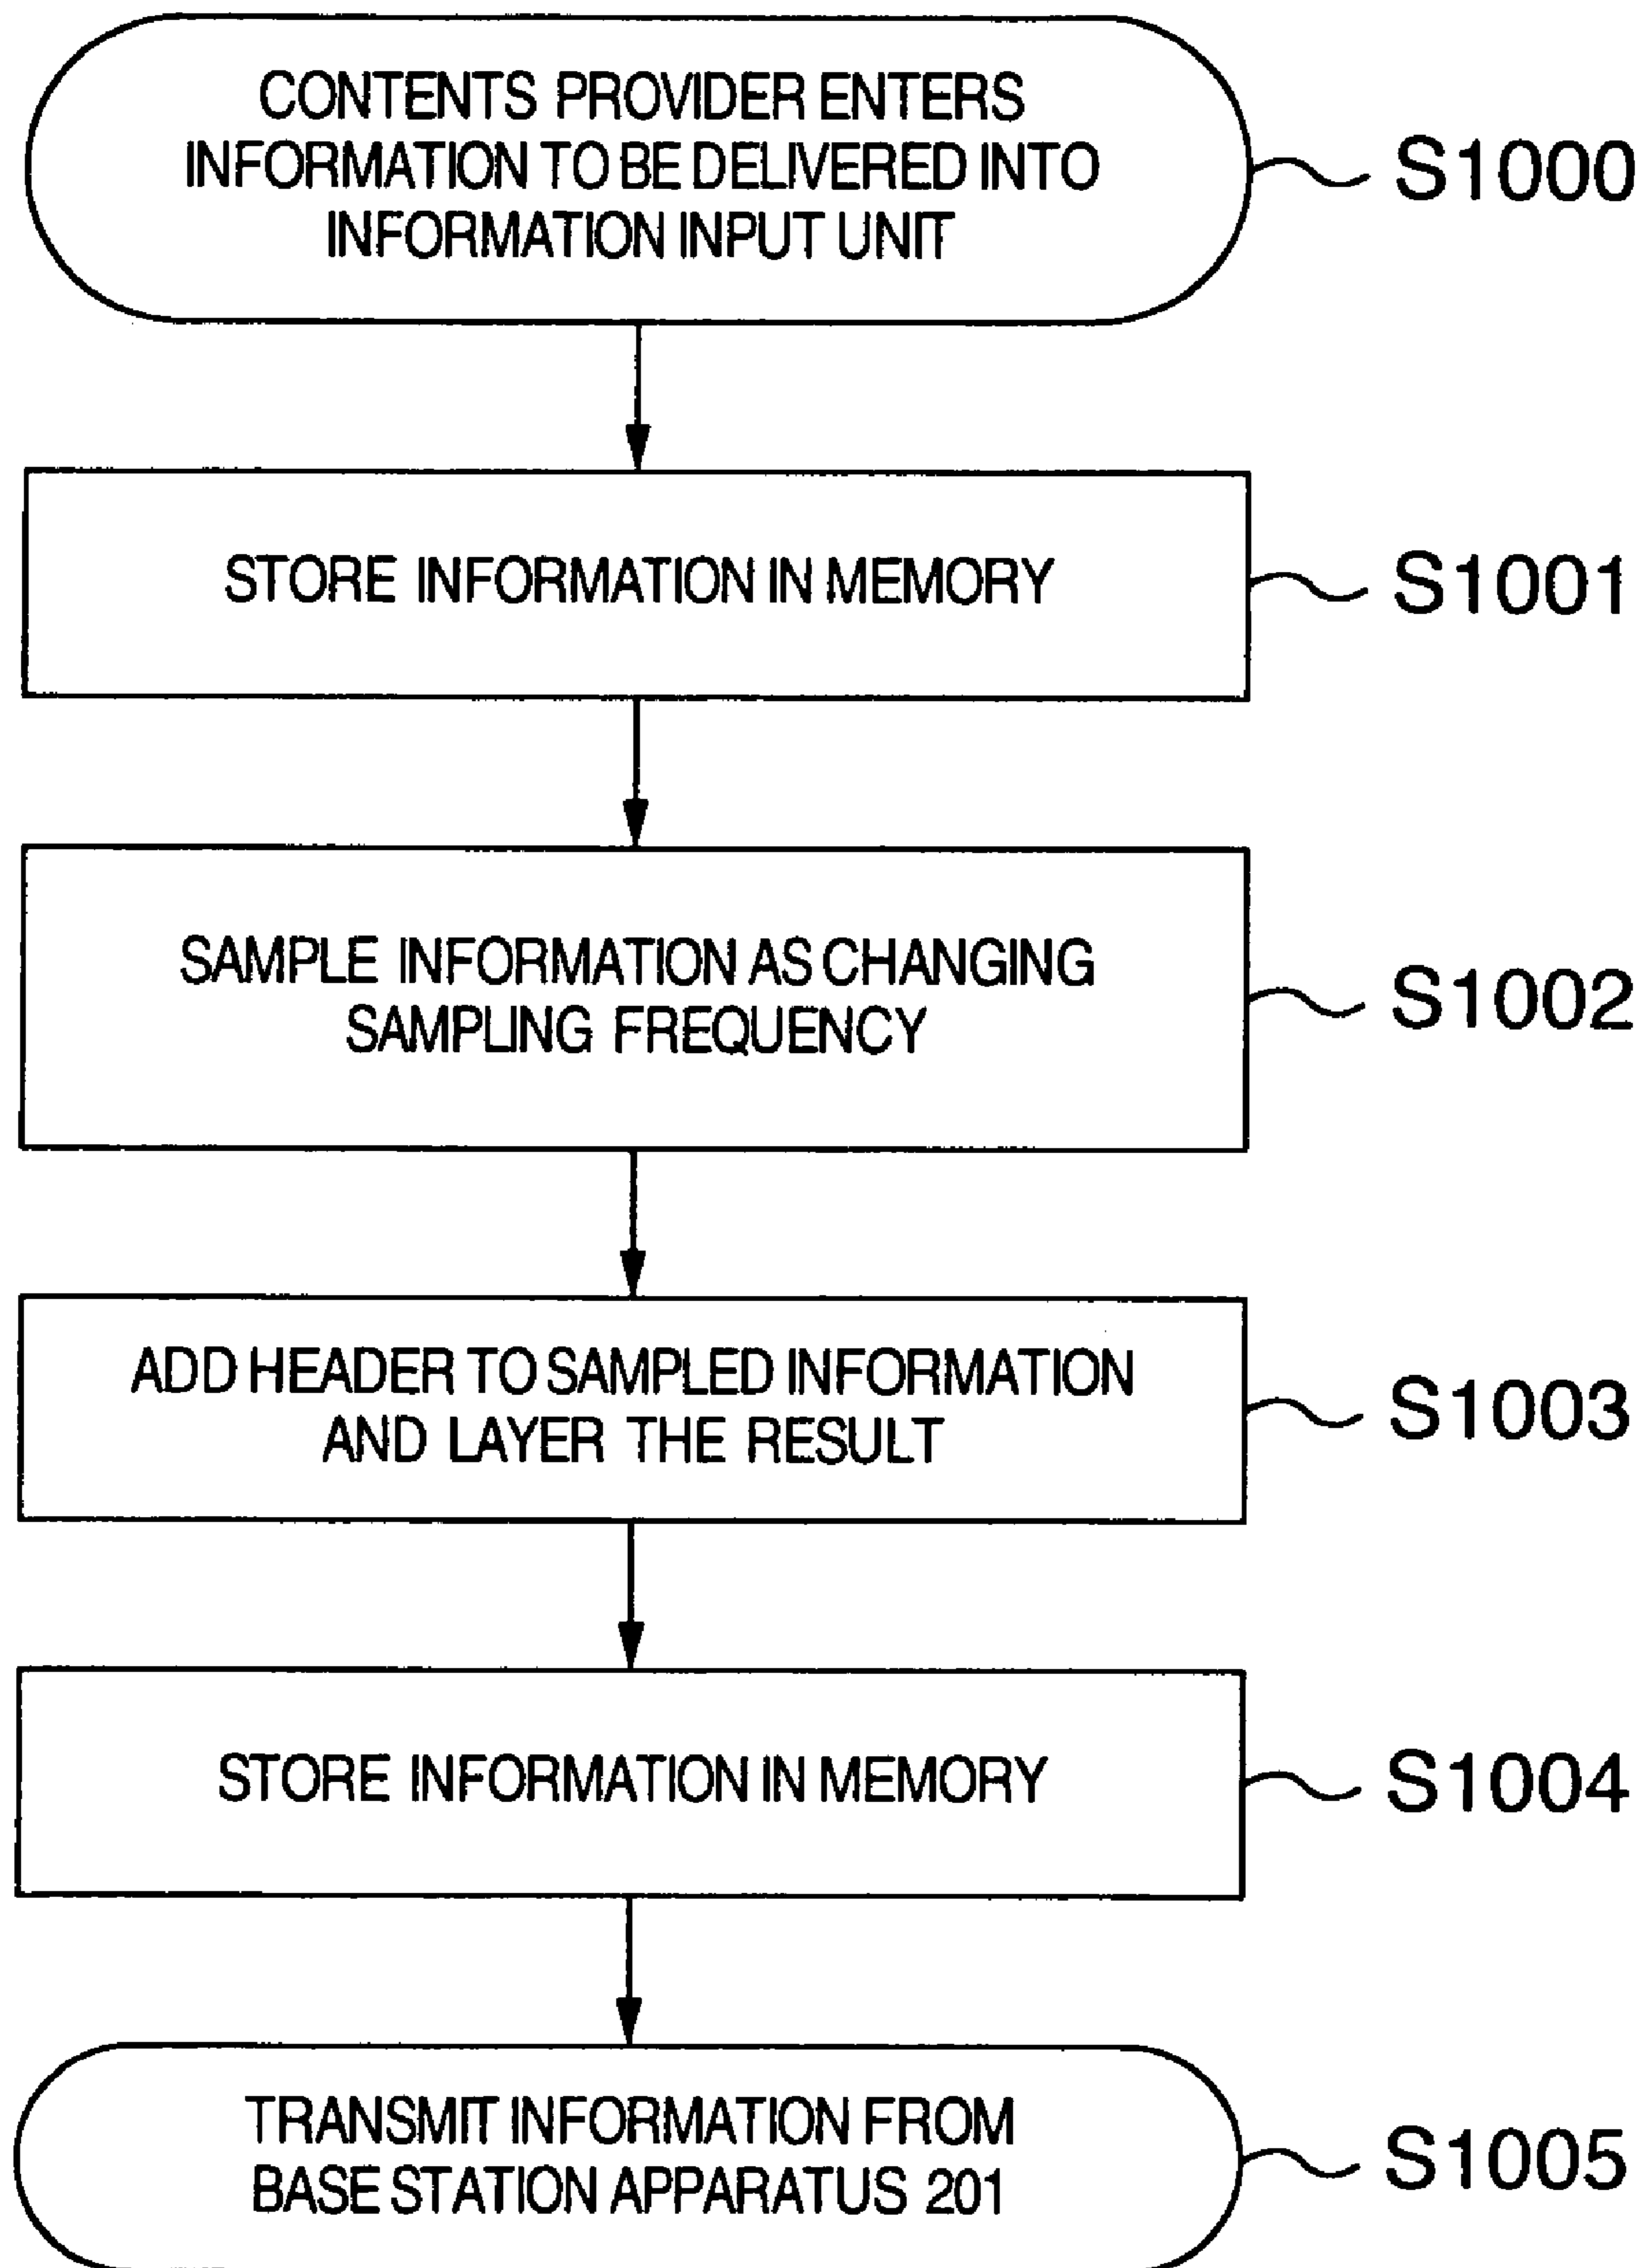 CONTENTS PROVIDER ENTERS
INFORMATION TO BE DELIVERED INTO
INFORMATION INPUT UNIT
S1000
STORE INFORMATION IN MEMORY
S1001
SAMPLE INFORMATION AS CHANGING
SAMPLING FREQUENCY
S1002
ADD HEADER TO SAMPLED INFORMATION
AND LAYER THE RESULT
S1003
STORE INFORMATION IN MEMORY
S1004
TRANSMIT INFORMATION FROM
BASE STATION APPARATUS 201
S1005